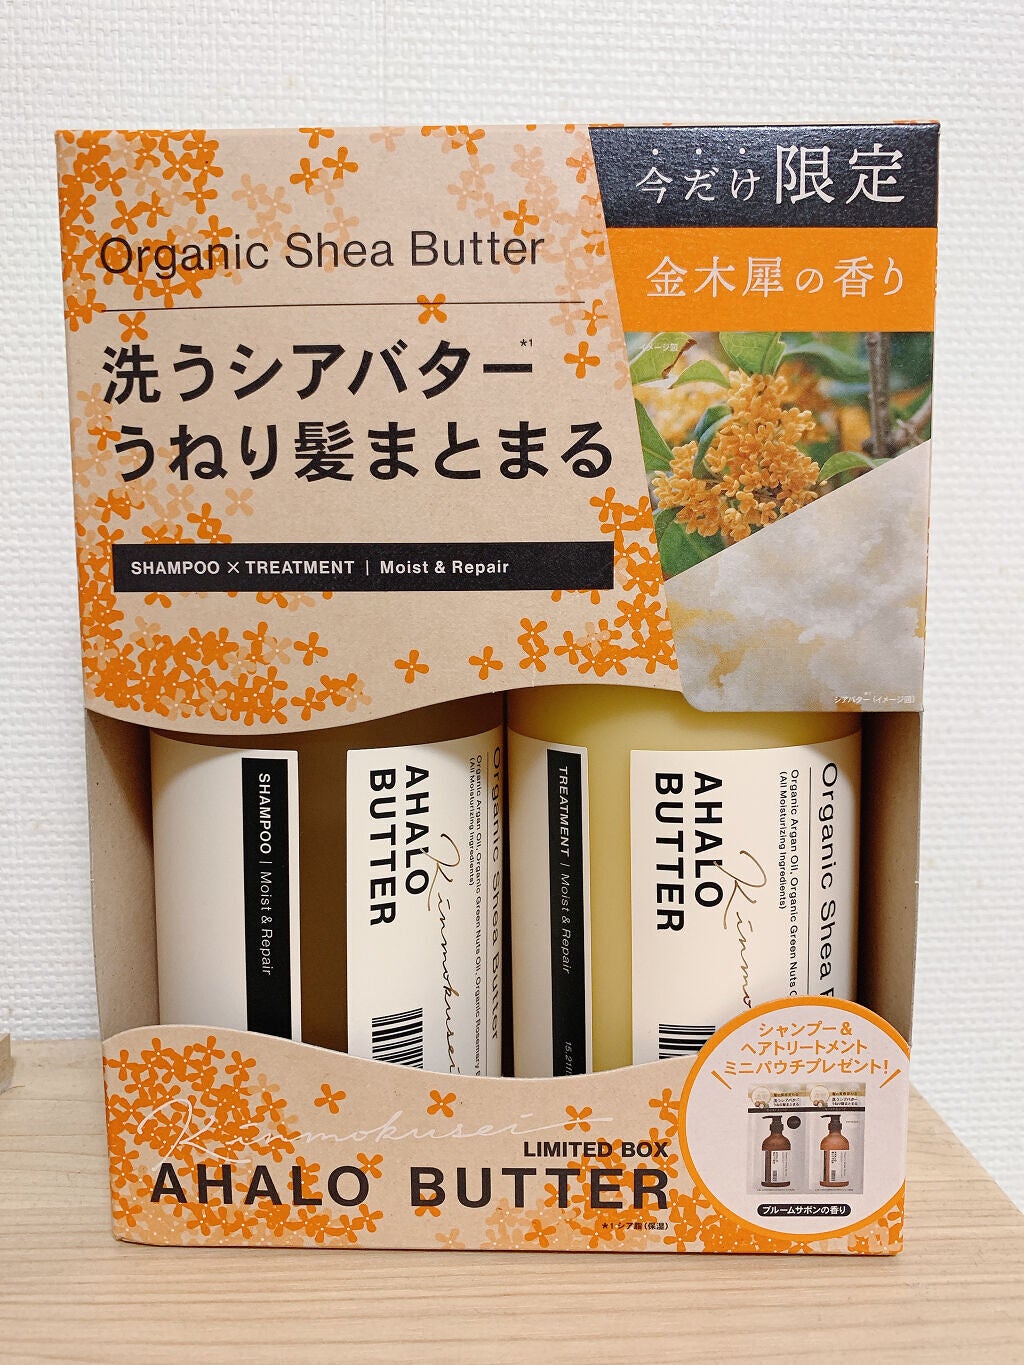 今だけ限定
金木犀の香り
イメージ図
Organic Shea Butter
洗うシアバター*1
うねり髪まとまる
SHAMPOO × TREATMENT | Moist & Repair
シアバター(イメージ図)
SHAMPOO | Moist & Repair
AHALO
BUTTER
Kinmokusei
Organic Argan Oil, Organic Green Nuts Oil, Organic Rosemary
(All Moisturizing Ingredients)
Organic Shea Butter
TREATMENT | Moist & Repair
15.21fl
AHALO
BUTTER
Kinmo
Organic Argan Oil, Organic Green Nuts
(All Moisturizing Ingredients)
Organic Shea
シャンプー&
ヘアトリートメント
ミニパウチプレゼント!
ブルームサボンの香り
Kinmokusei
LIMITED BOX
AHALO BUTTER
*1 シア脂(保湿)